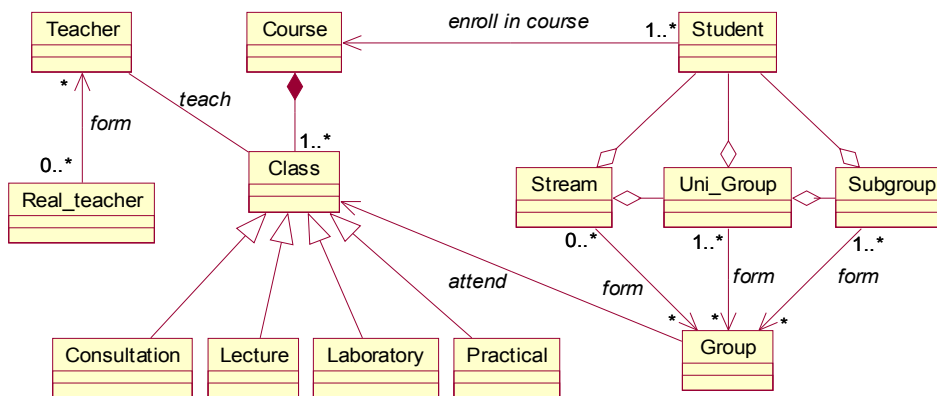 enroll in course
Teacher
Course
1..*
Student
*
teach
form
1..*
0..*
Class
Stream
Uni_Group
Subgroup
Real_teacher
0..*
1..*
1..*
attend
form
form
form
*
*
*
Consultation
Lecture
Laboratory
Practical
Group